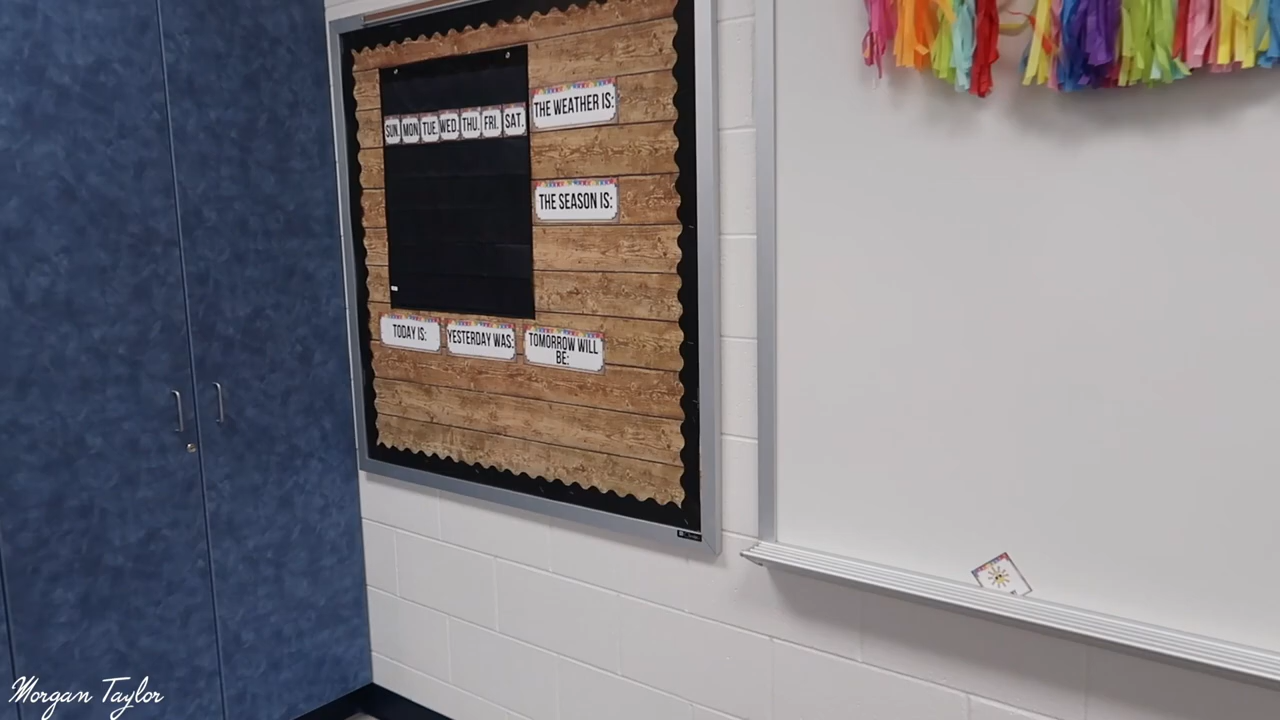 THE WEATHER IS:
SUN. MON. TUE. WED. THU. FRI. SAT.
THE SEASON IS:
TODAY IS:
YESTERDAY WAS:
TOMORROW WILL
BE:
Morgan Taylor